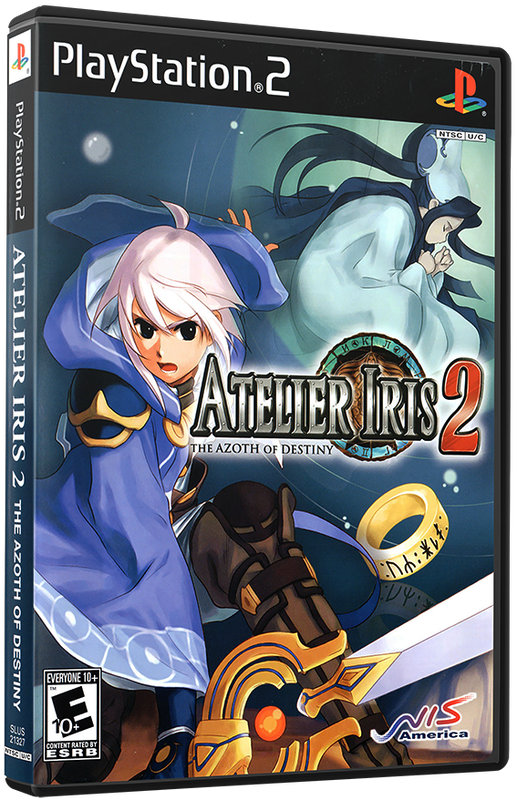 PlayStation®2
NTSC U/C
ATELIER IRIS 2
THE AZOTH OF DESTINY
EVERYONE 10+
E
10+
CONTENT RATED BY
ESRB
NIS
America
PlayStation®2
ATELIER IRIS 2 THE AZOTH OF DESTINY
SLUS
21327
NTSC U/C